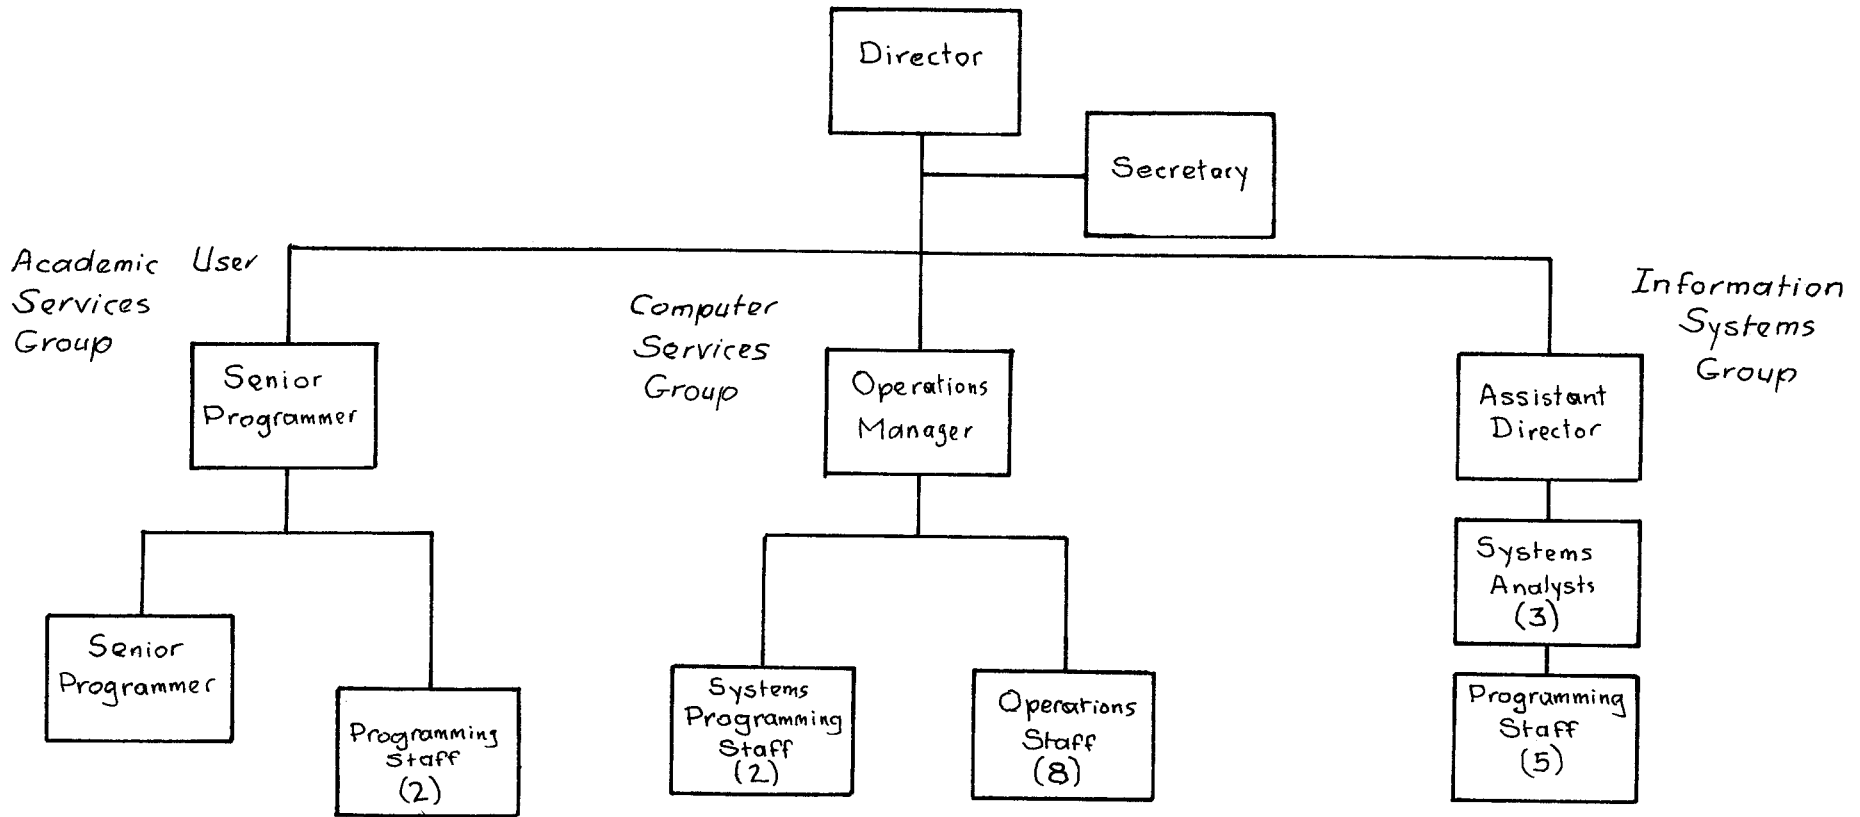 Director
Secretary
Academic User
Services
Group
Computer
Services
Group
Information
Systems
Group
Senior
Programmer
Operations
Manager
Assistant
Director
Senior
Programmer
Programming
Staff
(2)
Systems
Programming
Staff
(2)
Operations
Staff
(8)
Systems
Analysts
(3)
Programming
Staff
(5)